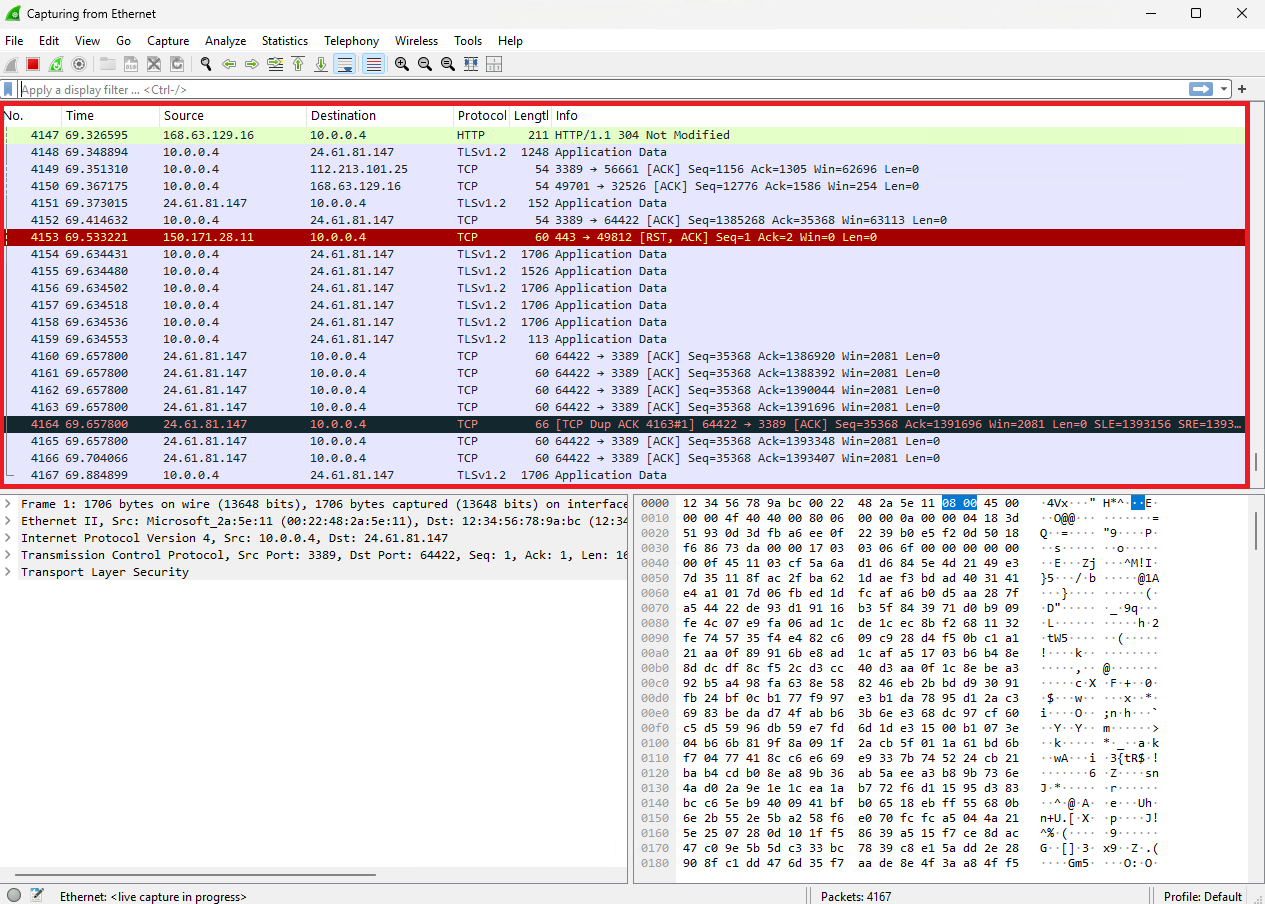 Capturing from Ethernet
File Edit View Go Capture Analyze Statistics Telephony Wireless Tools Help
Apply a display filter ... <Ctrl-/>
No. Time Source Destination Protocol Lengtl Info
4147 69.326595 168.63.129.16 10.0.0.4 HTTP 211 HTTP/1.1 304 Not Modified
4148 69.348894 10.0.0.4 24.61.81.147 TLSv1.2 1248 Application Data
4149 69.351310 10.0.0.4 112.213.101.25 TCP 54 3389 → 56661 [ACK] Seq=1156 Ack=1305 Win=62696 Len=0
4150 69.367175 10.0.0.4 168.63.129.16 TCP 54 49701 → 32526 [ACK] Seq=12776 Ack=1586 Win=254 Len=0
4151 69.373015 24.61.81.147 10.0.0.4 TLSv1.2 152 Application Data
4152 69.414632 10.0.0.4 24.61.81.147 TCP 54 3389 → 64422 [ACK] Seq=1385268 Ack=35368 Win=63113 Len=0
4153 69.533221 150.171.28.11 10.0.0.4 TCP 60 443 → 49812 [RST, ACK] Seq=1 Ack=2 Win=0 Len=0
4154 69.634431 10.0.0.4 24.61.81.147 TLSv1.2 1706 Application Data
4155 69.634480 10.0.0.4 24.61.81.147 TLSv1.2 1526 Application Data
4156 69.634502 10.0.0.4 24.61.81.147 TLSv1.2 1706 Application Data
4157 69.634518 10.0.0.4 24.61.81.147 TLSv1.2 1706 Application Data
4158 69.634536 10.0.0.4 24.61.81.147 TLSv1.2 1706 Application Data
4159 69.634553 10.0.0.4 24.61.81.147 TLSv1.2 113 Application Data
4160 69.657800 24.61.81.147 10.0.0.4 TCP 60 64422 → 3389 [ACK] Seq=35368 Ack=1386920 Win=2081 Len=0
4161 69.657800 24.61.81.147 10.0.0.4 TCP 60 64422 → 3389 [ACK] Seq=35368 Ack=1388392 Win=2081 Len=0
4162 69.657800 24.61.81.147 10.0.0.4 TCP 60 64422 → 3389 [ACK] Seq=35368 Ack=1390044 Win=2081 Len=0
4163 69.657800 24.61.81.147 10.0.0.4 TCP 60 64422 → 3389 [ACK] Seq=35368 Ack=1391696 Win=2081 Len=0
4164 69.657800 24.61.81.147 10.0.0.4 TCP 66 [TCP Dup ACK 4163#1] 64422 → 3389 [ACK] Seq=35368 Ack=1391696 Win=2081 Len=0 SLE=1393156 SRE=1393…
4165 69.657800 24.61.81.147 10.0.0.4 TCP 60 64422 → 3389 [ACK] Seq=35368 Ack=1393348 Win=2081 Len=0
4166 69.704066 24.61.81.147 10.0.0.4 TCP 60 64422 → 3389 [ACK] Seq=35368 Ack=1393407 Win=2081 Len=0
4167 69.884899 10.0.0.4 24.61.81.147 TLSv1.2 1706 Application Data
Frame 1: 1706 bytes on wire (13648 bits), 1706 bytes captured (13648 bits) on interface
Ethernet II, Src: Microsoft_2a:5e:11 (00:22:48:2a:5e:11), Dst: 12:34:56:78:9a:bc (12:34
Internet Protocol Version 4, Src: 10.0.0.4, Dst: 24.61.81.147
Transmission Control Protocol, Src Port: 3389, Dst Port: 64422, Seq: 1, Ack: 1, Len: 16
Transport Layer Security
0000 12 34 56 78 9a bc 00 22 48 2a 5e 11 08 00 45 00 ·4Vx···" H*^···E·
0010 00 00 4f 40 40 00 80 06 00 00 0a 00 00 04 18 3d ··O@@··· ·······=
0020 51 93 0d 3d fb a6 ee 0f 22 39 b0 e5 f2 0d 50 18 Q··=···· "9····P·
0030 f6 86 73 da 00 00 17 03 03 06 6f 00 00 00 00 00 ··s····· ··o·····
0040 00 0f 45 11 03 cf 5a 6a d1 d6 84 5e 4d 21 49 e3 ··E···Zj ···^M!I·
0050 7d 35 11 8f ac 2f ba 62 1d ae f3 bd ad 40 31 41 }5···/·b ·····@1A
0060 e4 a1 01 7d 06 fb ed 1d fc af a6 b0 d5 aa 28 7f ···}···· ······(·
0070 a5 44 22 de 93 d1 91 16 b3 5f 84 39 71 d0 b9 09 ·D"····· ·_·9q···
0080 fe 4c 07 e9 fa 06 ad 1c de 1c ec 8b f2 68 11 32 ·L······ ·····h·2
0090 fe 74 57 35 f4 e4 82 c6 09 c9 28 d4 f5 0b c1 a1 ·tW5···· ··(·····
00a0 21 aa 0f 89 91 6b e8 ad 1c af a5 17 03 b6 b4 8e !····k·· ········
00b0 8d dc df 8c f5 2c d3 cc 40 d3 aa 0f 1c 8e be a3 ·····,·· @·······
00c0 92 b5 a4 98 fa 63 8e 58 82 46 eb 2b bd d9 30 91 ·····c·X ·F·+··0·
00d0 fb 24 bf 0c b1 77 f9 97 e3 b1 da 78 95 d1 2a c3 ·$···w·· ···x··*·
00e0 69 83 be da d7 4f ab b6 3b 6e e3 68 dc 97 cf 60 i····O·· ;n·h···`
00f0 c5 d5 59 96 db 59 e7 fd 6d 1d e3 15 00 b1 07 3e ··Y··Y·· m······>
0100 04 b6 6b 81 9f 8a 09 1f 2a cb 5f 01 1a 61 bd 6b ··k····· *·_··a·k
0110 f7 04 77 41 8c c6 e6 69 e9 33 7b 74 52 24 cb 21 ··wA···i ·3{tR$·!
0120 ba b4 cd b0 8e a8 9b 36 ab 5a ee a3 b8 9b 73 6e ·······6 ·Z····sn
0130 4a d0 2a 9e 1e 1c ea 1a b7 72 f6 d1 15 95 d3 83 J·*····· ·r······
0140 bc c6 5e b9 40 09 41 bf b0 65 18 eb ff 55 68 0b ··^·@·A· ·e···Uh·
0150 6e 2b 55 2e 5b a2 58 f6 e0 70 fc fc a5 04 4a 21 n+U.[·X· ·p····J!
0160 5e 25 07 28 0d 10 1f f5 86 39 a5 15 f7 ce 8d ac ^%·(···· ·9······
0170 47 c0 9e 5b 5d c3 33 bc 78 39 c8 e1 5a dd 2e 28 G··[]·3· x9··Z·.(
0180 90 8f c1 dd 47 6d 35 f7 aa de 8e 4f 3a a8 4f f5 ····Gm5· ···O:·O·
Ethernet: <live capture in progress> Packets: 4167 Profile: Default